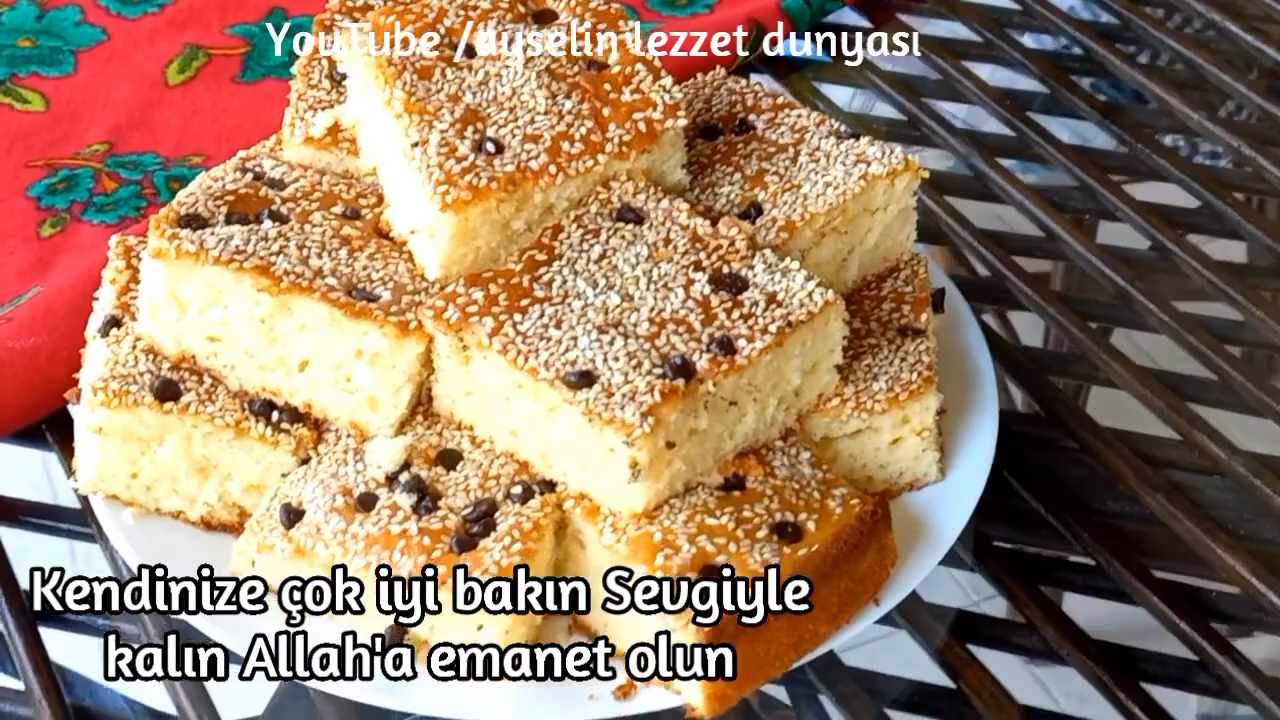 YouTube /ayselin lezzet dunyası
Kendinize çok iyi bakın Sevgiyle
kalın Allah'a emanet olun